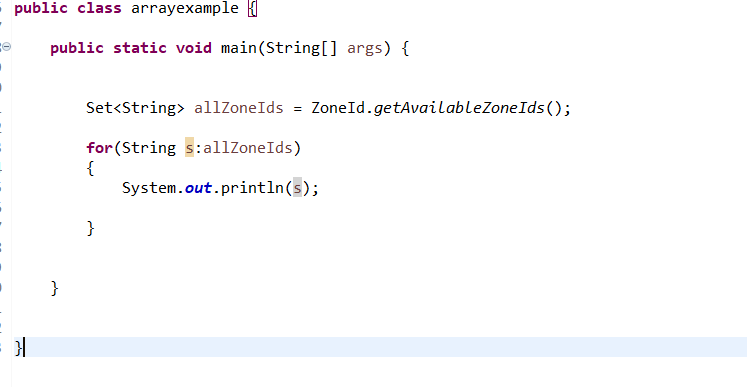 public class arrayexample {
public static void main(String[] args) {
Set<String> allZoneIds = ZoneId.getAvailableZoneIds();
for(String s:allZoneIds)
{
System.out.println(s);
}
}
}